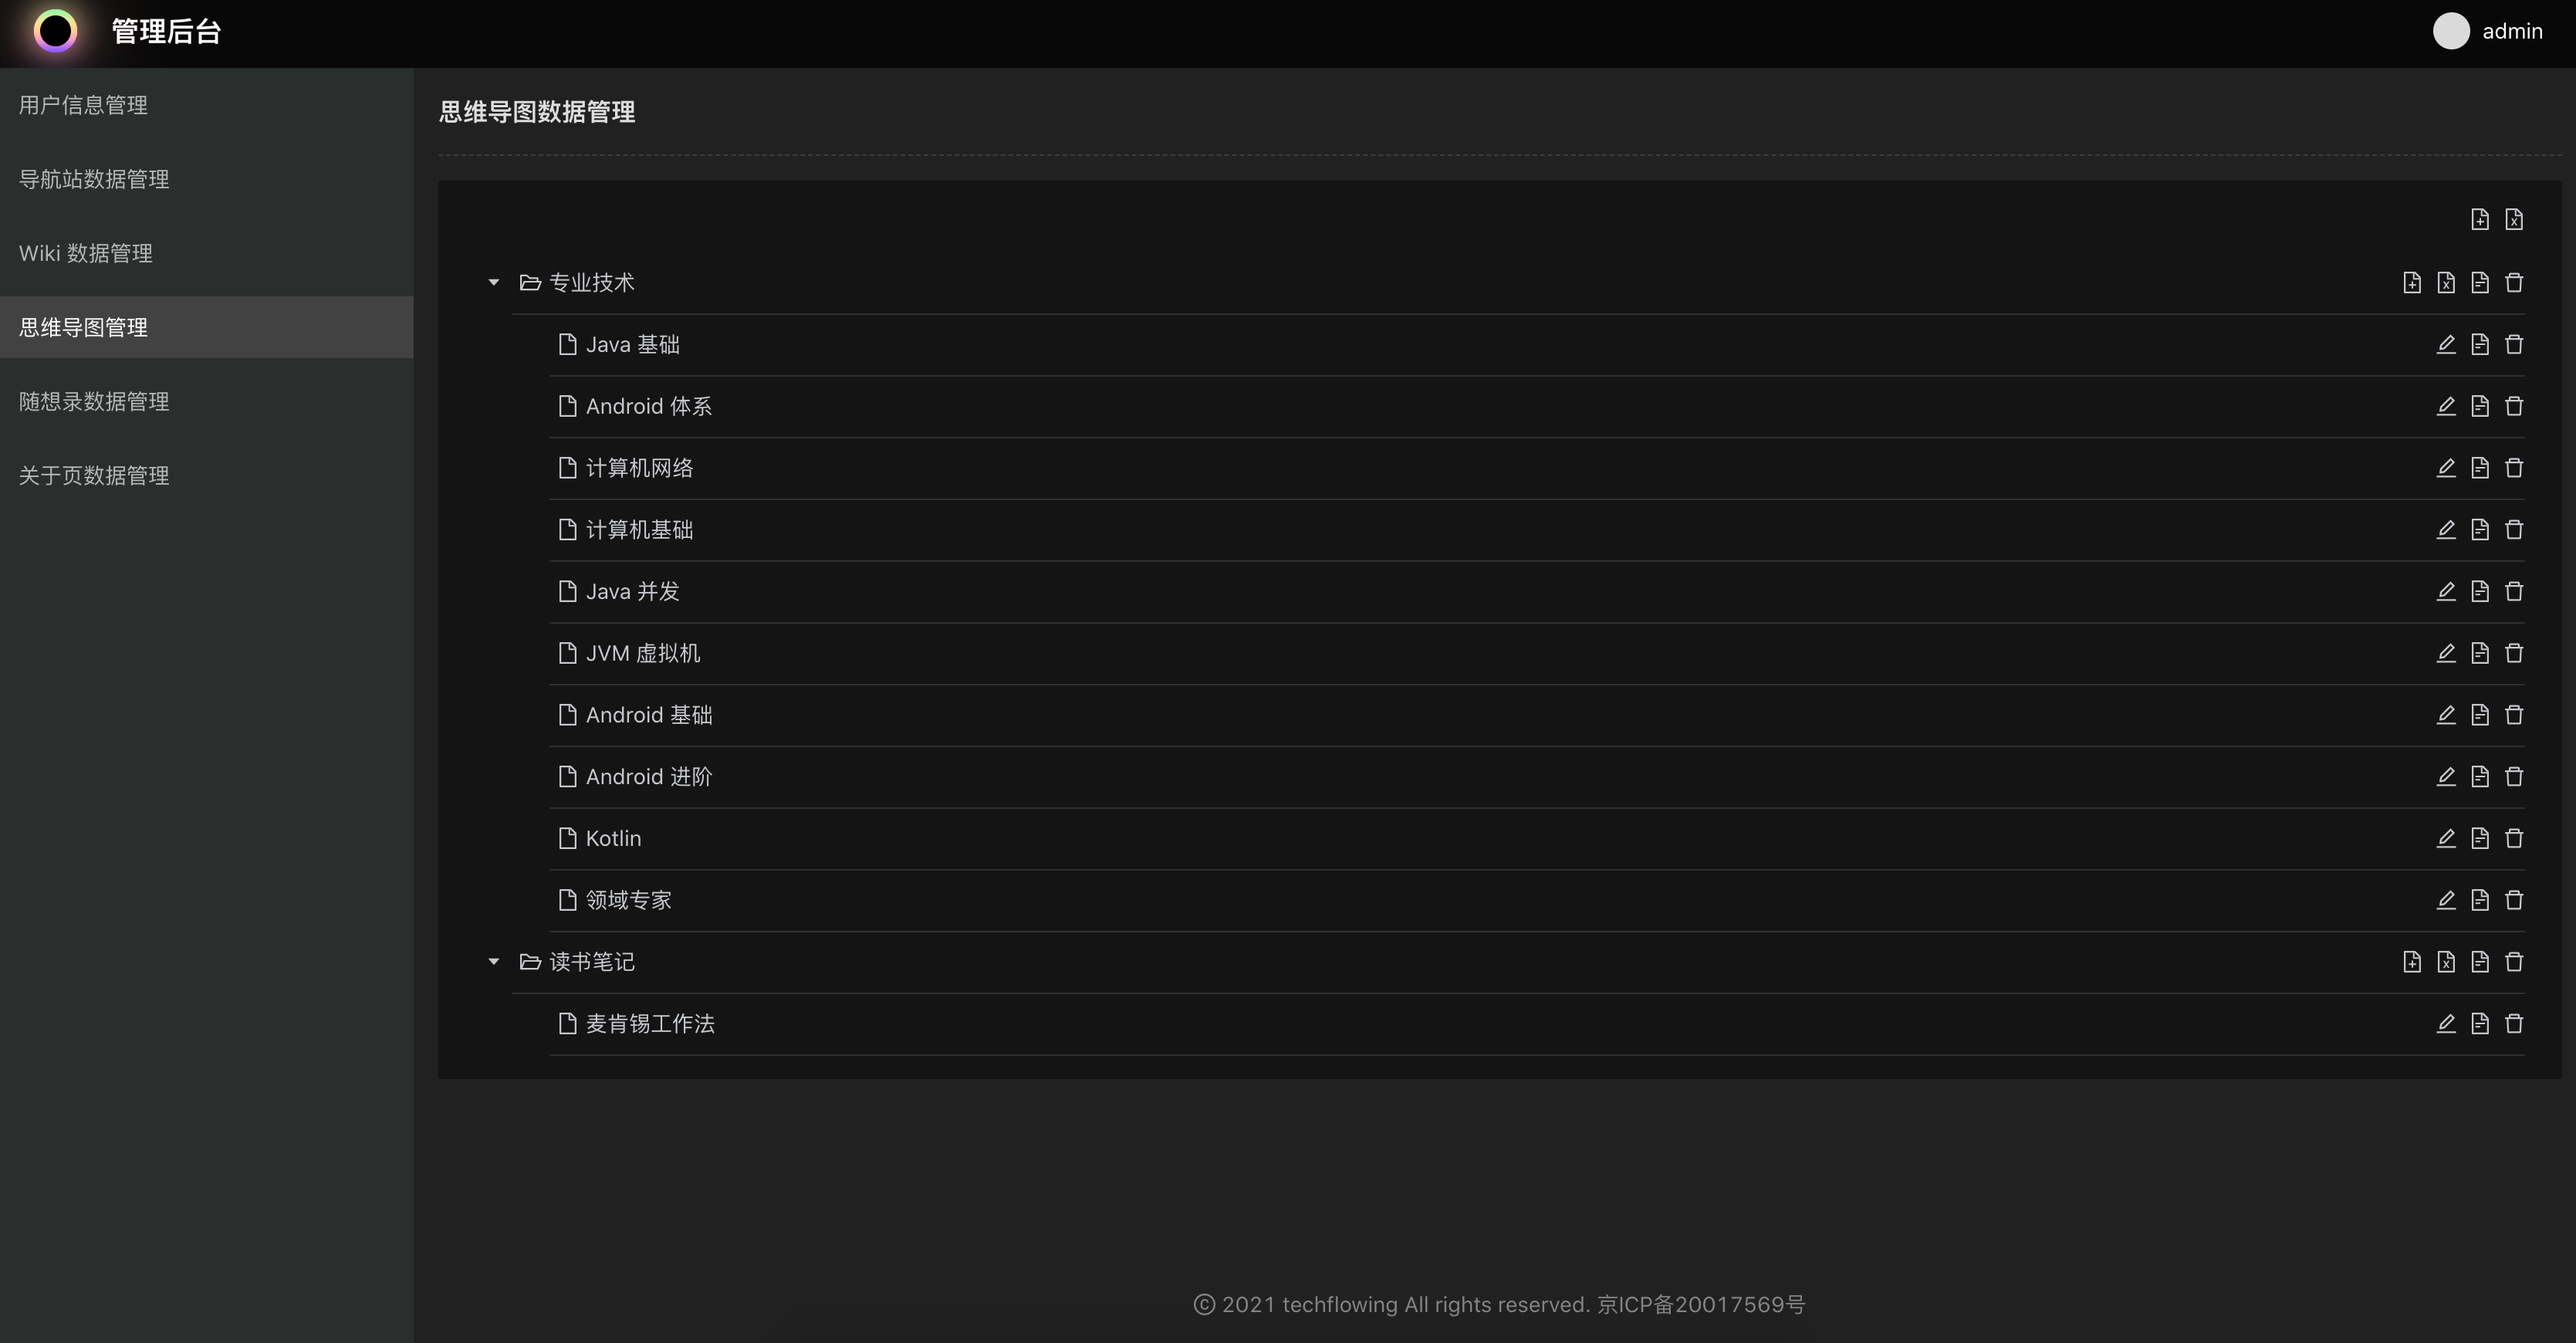 管理后台
admin
用户信息管理
导航站数据管理
Wiki 数据管理
思维导图管理
随想录数据管理
关于页数据管理
思维导图数据管理
专业技术
Java 基础
Android 体系
计算机网络
计算机基础
Java 并发
JVM 虚拟机
Android 基础
Android 进阶
Kotlin
领域专家
读书笔记
麦肯锡工作法
© 2021 techflowing All rights reserved. 京ICP备20017569号